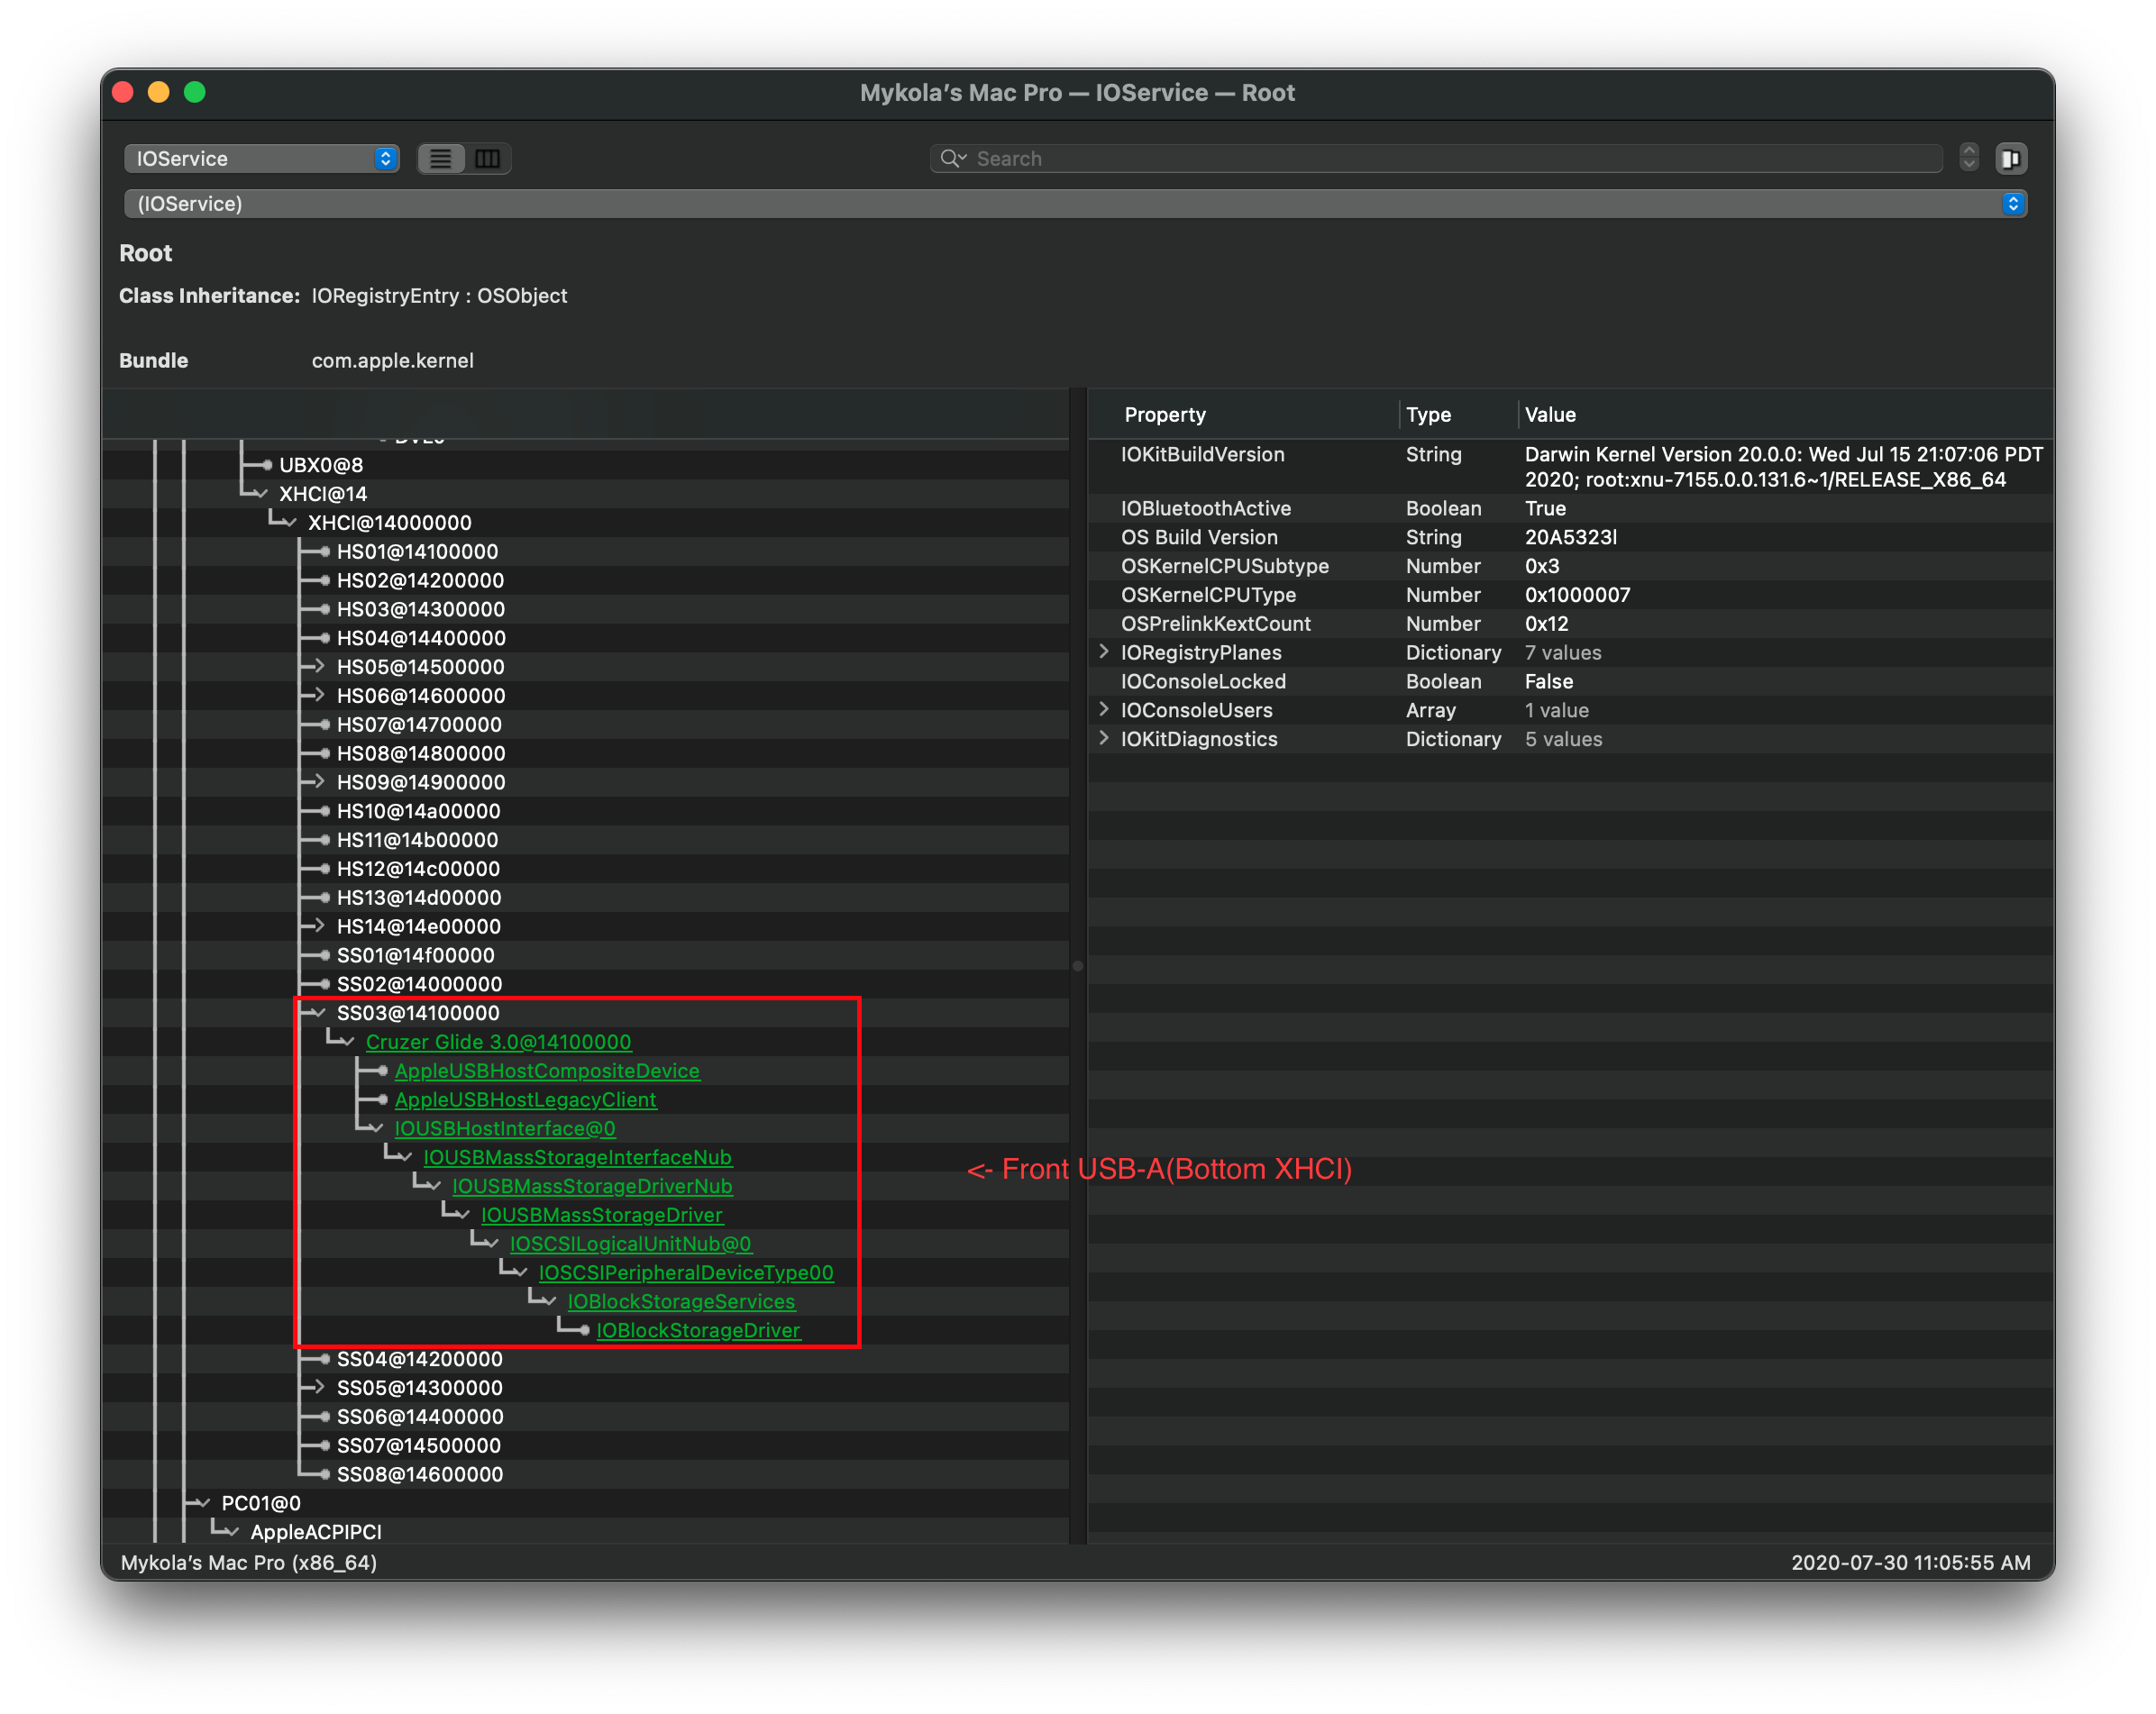 Mykola’s Mac Pro — IOService — Root
IOService
Search
(IOService)
Root
Class Inheritance: IORegistryEntry : OSObject
Bundle com.apple.kernel
UBX0@8
XHCI@14
XHCI@14000000
HS01@14100000
HS02@14200000
HS03@14300000
HS04@14400000
HS05@14500000
HS06@14600000
HS07@14700000
HS08@14800000
HS09@14900000
HS10@14a00000
HS11@14b00000
HS12@14c00000
HS13@14d00000
HS14@14e00000
SS01@14f00000
SS02@14000000
SS03@14100000
Cruzer Glide 3.0@14100000
AppleUSBHostCompositeDevice
AppleUSBHostLegacyClient
IOUSBHostInterface@0
IOUSBMassStorageInterfaceNub
IOUSBMassStorageDriverNub
IOUSBMassStorageDriver
IOSCSILogicalUnitNub@0
IOSCSIPeripheralDeviceType00
IOBlockStorageServices
IOBlockStorageDriver
SS04@14200000
SS05@14300000
SS06@14400000
SS07@14500000
SS08@14600000
PC01@0
AppleACPIPCI
<- Front USB-A(Bottom XHCI)
Property Type Value
IOKitBuildVersion String Darwin Kernel Version 20.0.0: Wed Jul 15 21:07:06 PDT
2020; root:xnu-7155.0.0.131.6~1/RELEASE_X86_64
IOBluetoothActive Boolean True
OS Build Version String 20A5323l
OSKernelCPUSubtype Number 0x3
OSKernelCPUType Number 0x1000007
OSPrelinkKextCount Number 0x12
IORegistryPlanes Dictionary 7 values
IOConsoleLocked Boolean False
IOConsoleUsers Array 1 value
IOKitDiagnostics Dictionary 5 values
Mykola’s Mac Pro (x86_64)
2020-07-30 11:05:55 AM